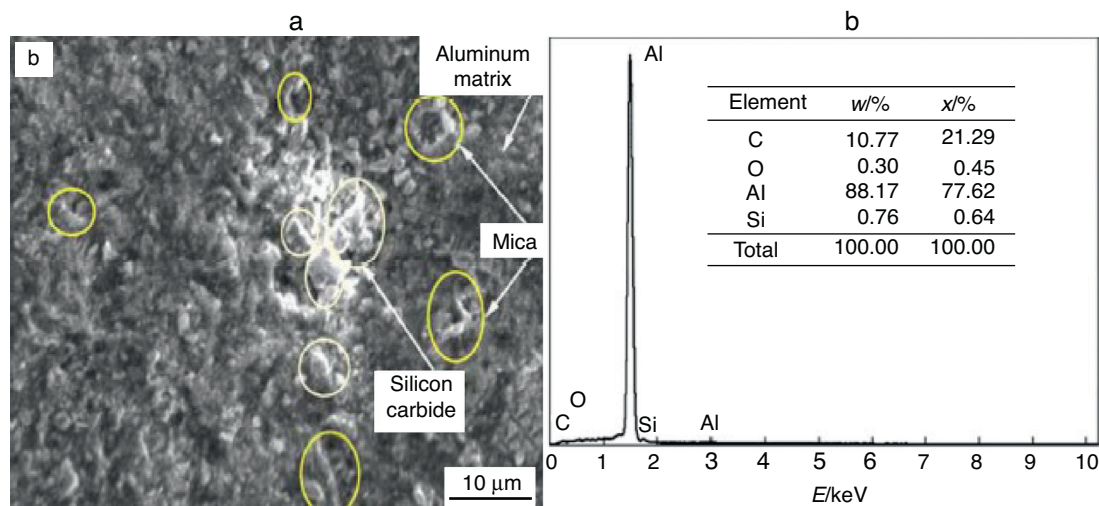 a
b
b
Aluminum
matrix
Mica
Silicon
carbide
10 μm
Al
Element w/% x/%
C 10.77 21.29
O 0.30 0.45
Al 88.17 77.62
Si 0.76 0.64
Total 100.00 100.00
O
C
Si
Al
0 1 2 3 4 5 6 7 8 9 10
E/keV